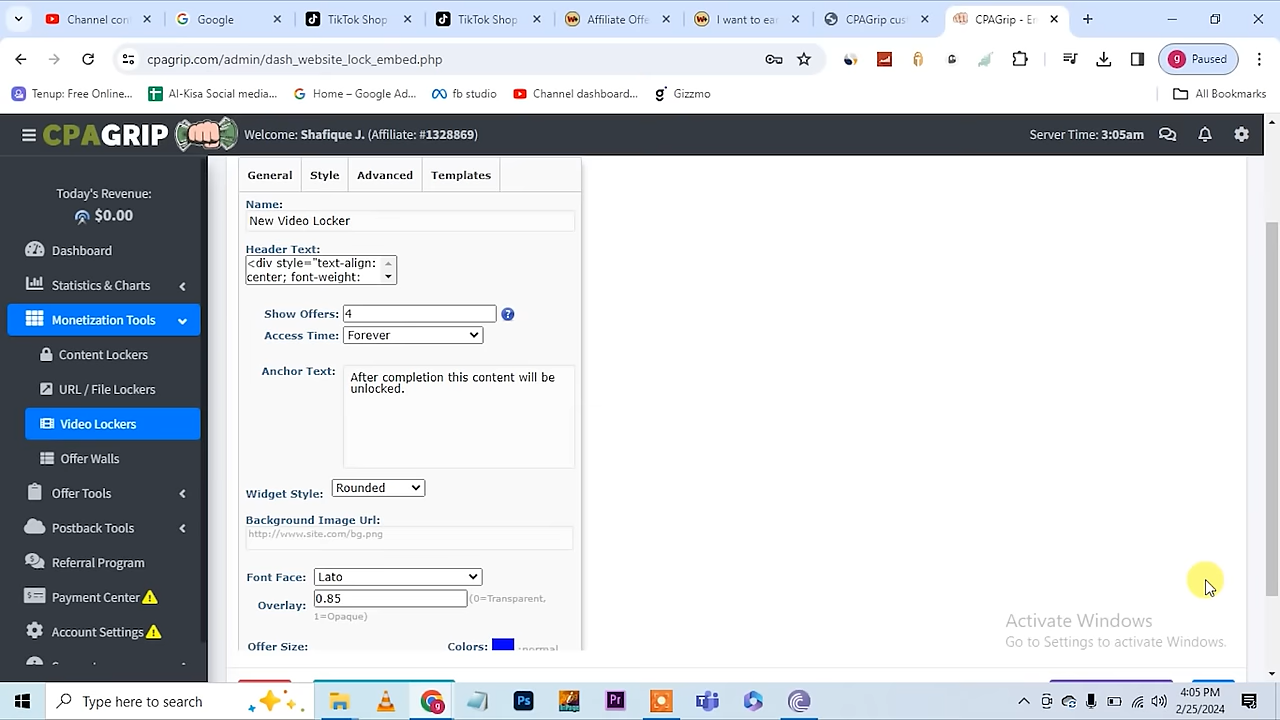 Channel con
Google
TikTok Shop
TikTok Shop
Affiliate Offe
I want to ear
CPAGrip cus
CPAGrip - En
cpagrip.com/admin/dash_website_lock_embed.php
g Paused
Tenup: Free Online...
Al-Kisa Social media...
Home – Google Ad...
fb studio
Channel dashboard...
Gizzmo
All Bookmarks
CPAGRIP
Welcome: Shafique J. (Affiliate: #1328869)
Server Time: 3:05am
Today's Revenue:
$0.00
Dashboard
Statistics & Charts
Monetization Tools
Content Lockers
URL / File Lockers
Video Lockers
Offer Walls
Offer Tools
Postback Tools
Referral Program
Payment Center
Account Settings
General Style Advanced Templates
Name:
New Video Locker
Header Text:
<div style="text-align:
center; font-weight:
Show Offers: 4
Access Time: Forever
Anchor Text: After completion this content will be
unlocked.
Widget Style: Rounded
Background Image Url:
http://www.site.com/bg.png
Font Face: Lato
Overlay: 0.85 (0=Transparent,
1=Opaque)
Offer Size: Colors: :normal
Activate Windows
Go to Settings to activate Windows.
Type here to search
4:05 PM
2/25/2024